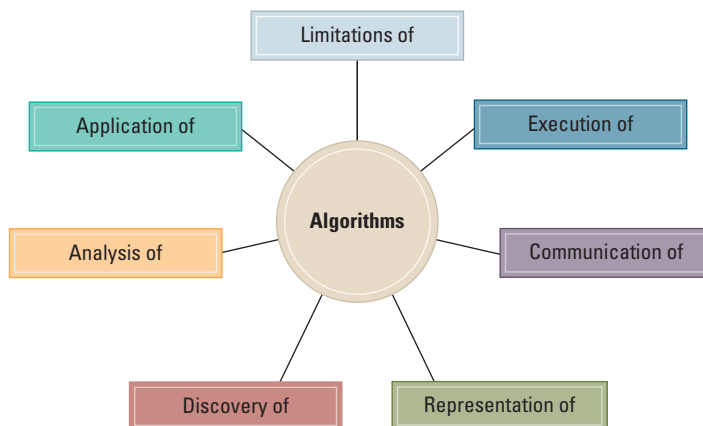 Limitations of
Application of
Execution of
Algorithms
Analysis of
Communication of
Discovery of
Representation of